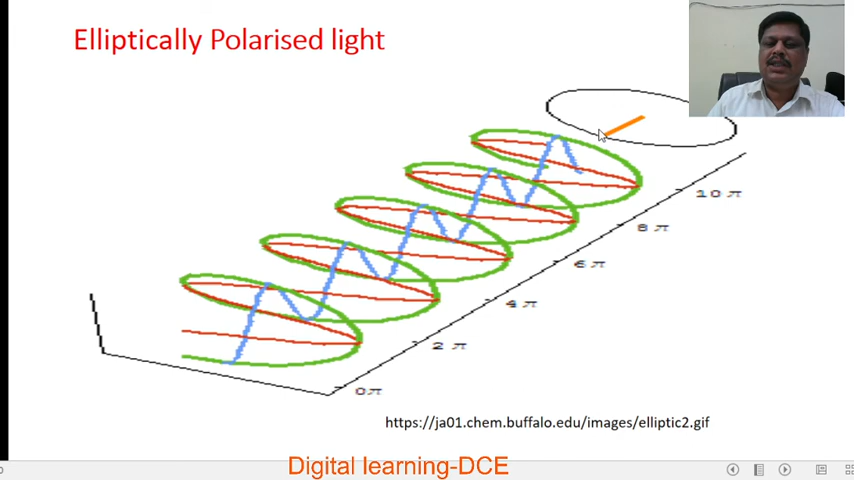 Elliptically Polarised light
10 π
8 π
6 π
4 π
2 π
0π
https://ja01.chem.buffalo.edu/images/elliptic2.gif
Digital learning-DCE